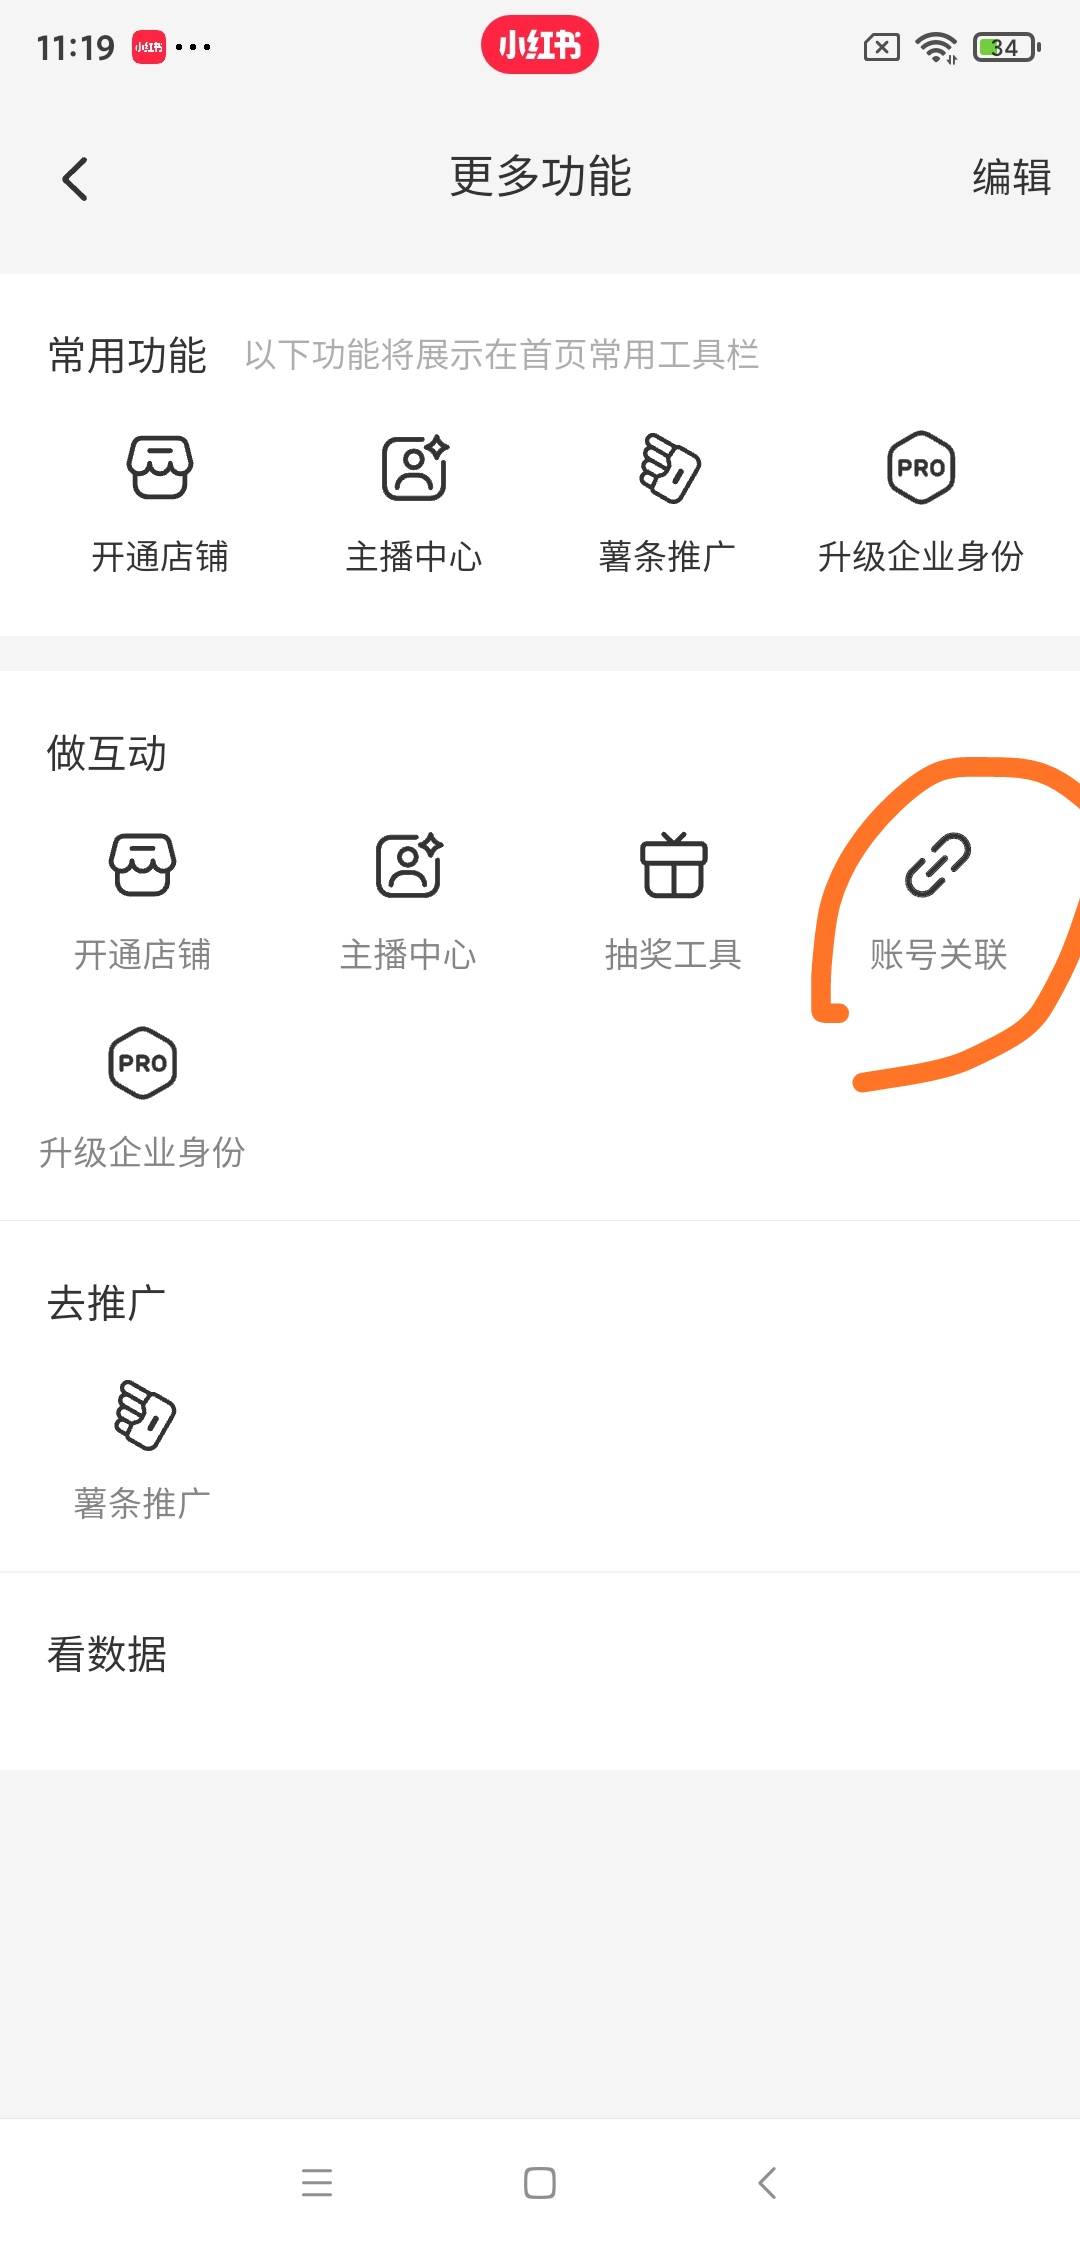 11:19 小红书 ··· 小红书 34
更多功能 编辑
常用功能 以下功能将展示在首页常用工具栏
PRO
开通店铺 主播中心 薯条推广 升级企业身份
做互动
开通店铺 主播中心 抽奖工具 账号关联
PRO
升级企业身份
去推广
薯条推广
看数据